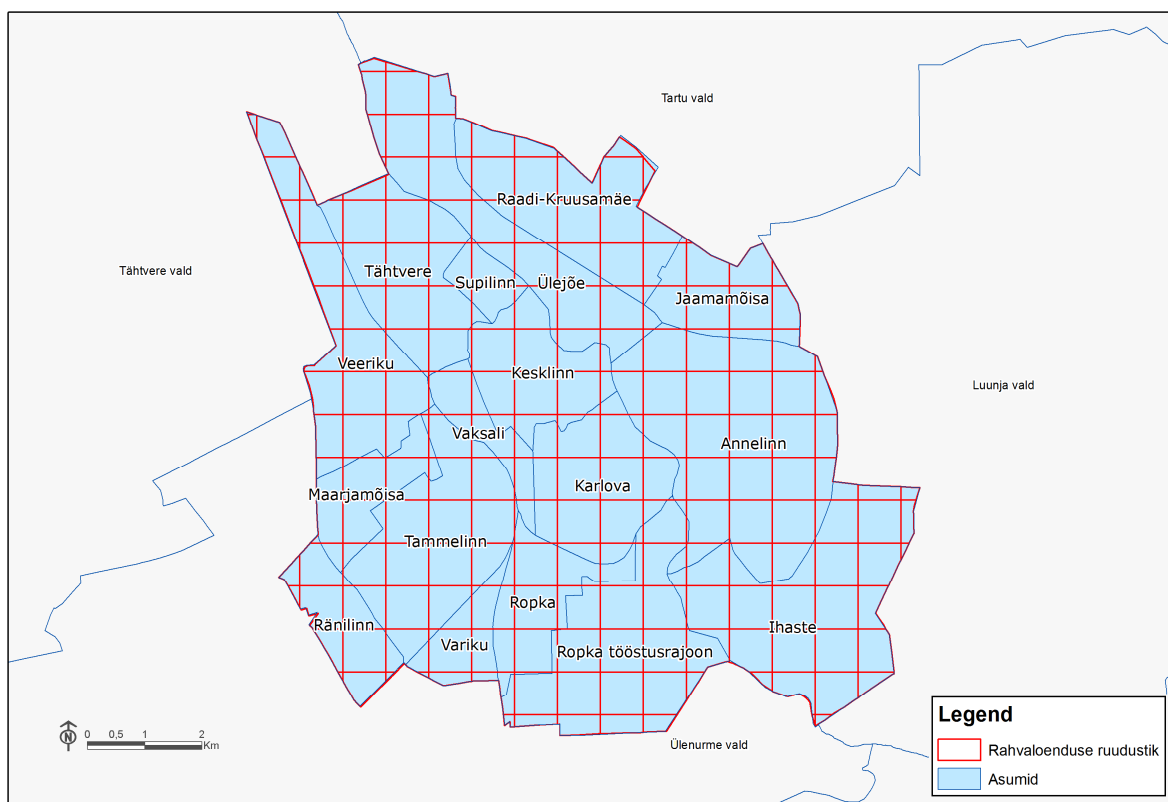 Tartu vald
Raadi-Kruusamäe
Tähtvere vald
Tähtvere
Supilinn
Ülejõe
Jaamamõisa
Veeriku
Kesklinn
Luunja vald
Vaksali
Annelinn
Maarjamõisa
Karlova
Tammelinn
Ropka
Ränilinn
Ihaste
Variku
Ropka tööstusrajoon
Ülenurme vald
N
0 0,5 1 2
Km
Legend
Rahvaloenduse ruudustik
Asumid